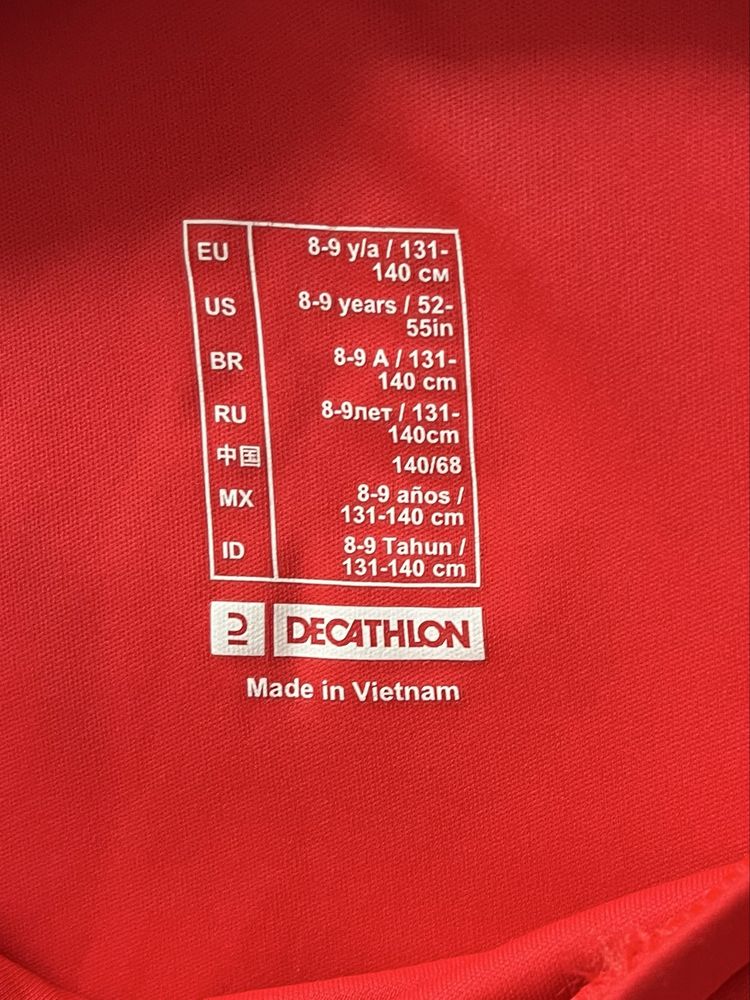 EU 8-9 y/a / 131-
140 см
US 8-9 years / 52-
55in
BR 8-9 A / 131-
140 cm
RU 8-9лет / 131-
140cm
中国 140/68
MX 8-9 años /
131-140 cm
ID 8-9 Tahun /
131-140 cm
DECATHLON
Made in Vietnam